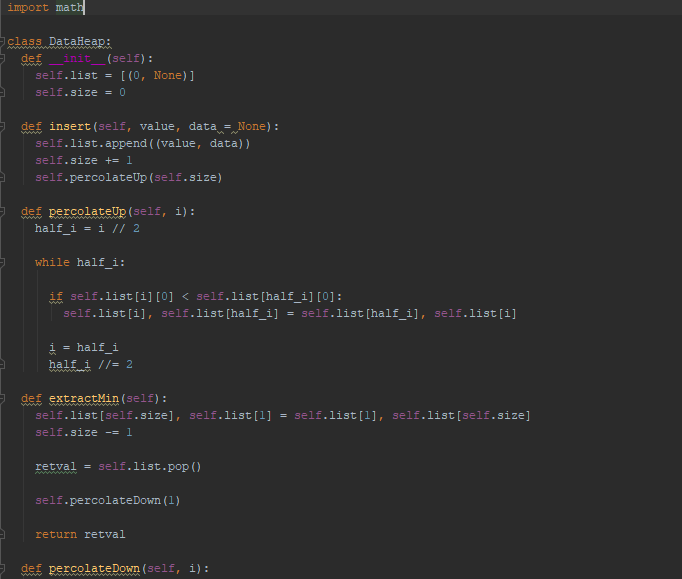 import math
class DataHeap:
def __init__(self):
self.list = [(0, None)]
self.size = 0
def insert(self, value, data = None):
self.list.append((value, data))
self.size += 1
self.percolateUp(self.size)
def percolateUp(self, i):
half_i = i // 2
while half_i:
if self.list[i][0] < self.list[half_i][0]:
self.list[i], self.list[half_i] = self.list[half_i], self.list[i]
i = half_i
half_i //= 2
def extractMin(self):
self.list[self.size], self.list[1] = self.list[1], self.list[self.size]
self.size -= 1
retval = self.list.pop()
self.percolateDown(1)
return retval
def percolateDown(self, i):